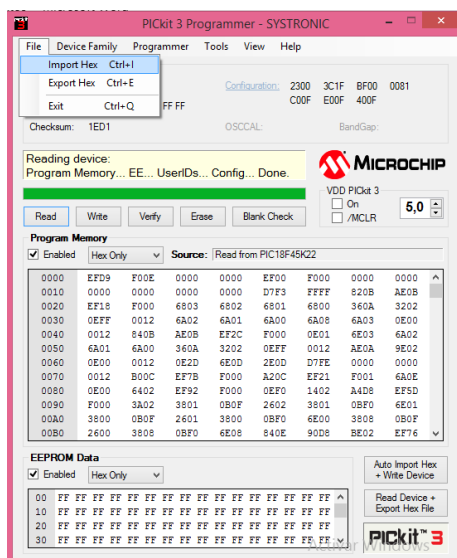 PICkit 3 Programmer - SYSTRONIC
File Device Family Programmer Tools View Help
Import Hex Ctrl+I
Export Hex Ctrl+E
Exit Ctrl+Q
Configuration: 2300 3C1F BF00 0081
C00F E00F 400F
FF FF
Checksum: 1ED1 OSCCAL: BandGap:
Reading device:
Program Memory... EE... UserIDs... Config... Done.
MICROCHIP
VDD PICkit 3
On
/MCLR
5,0
Read Write Verify Erase Blank Check
Program Memory
Enabled Hex Only Source: Read from PIC18F45K22
0000 EFD9 F00E 0000 0000 EF00 F000 0000 0000
0010 0000 0000 0000 0000 D7F3 FFFF 820B AE0B
0020 EF18 F000 6803 6802 6801 6800 360A 3202
0030 0EFF 0012 6A02 6A01 6A00 6A08 6A03 0E00
0040 0012 840B AE0B EF2C F000 0E01 6E03 6A02
0050 6A01 6A00 360A 3202 0EFF 0012 AE0A 9E02
0060 0E00 0012 0E2D 6E0D 2E0D D7FE 0000 0000
0070 0012 B00C EF7B F000 A20C EF21 F001 6A0E
0080 0E00 6402 EF92 F000 0EF0 1402 A4D8 EF5D
0090 F000 3A02 3801 0B0F 2602 3801 0BF0 6E01
00A0 3800 0B0F 2601 3800 0BF0 6E00 3808 0B0F
00B0 2600 3808 0BF0 6E08 840E 90D8 BE02 EF76
EEPROM Data
Enabled Hex Only
Auto Import Hex
+ Write Device
Read Device +
Export Hex File
00 FF FF FF FF FF FF FF FF FF FF FF FF FF FF FF FF
10 FF FF FF FF FF FF FF FF FF FF FF FF FF FF FF FF
20 FF FF FF FF FF FF FF FF FF FF FF FF FF FF FF FF
30 FF FF FF FF FF FF FF FF FF FF FF FF FF FF FF FF
PICkit™ 3